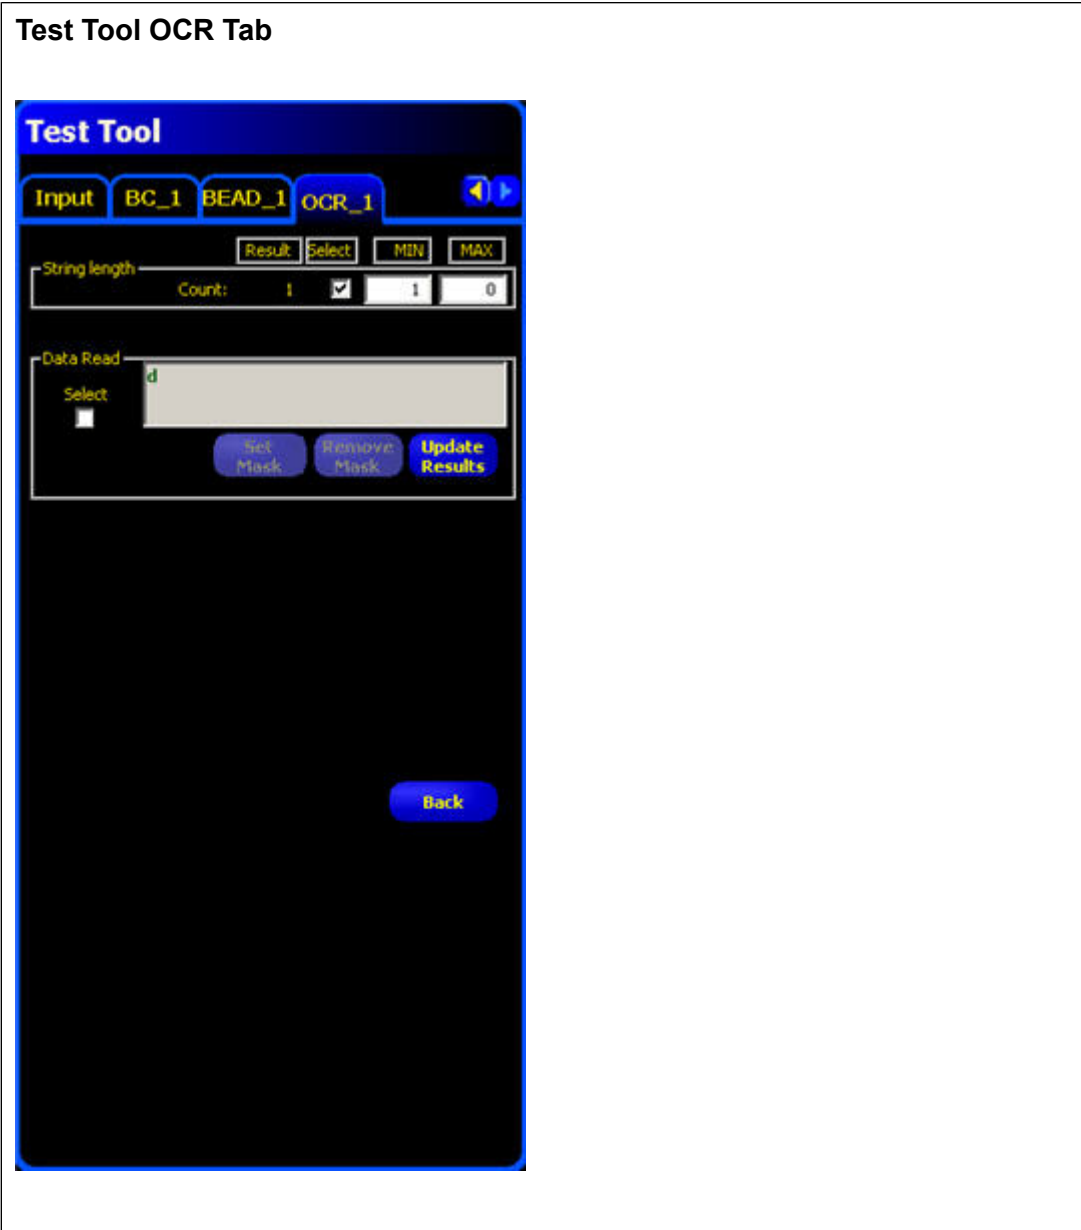 Test Tool OCR Tab
Test Tool
Input BC_1 BEAD_1 OCR_1
Result Select MIN MAX
String length
Count: 1 1 0
Data Read
d
Select
Set Mask Remove Mask Update Results
Back